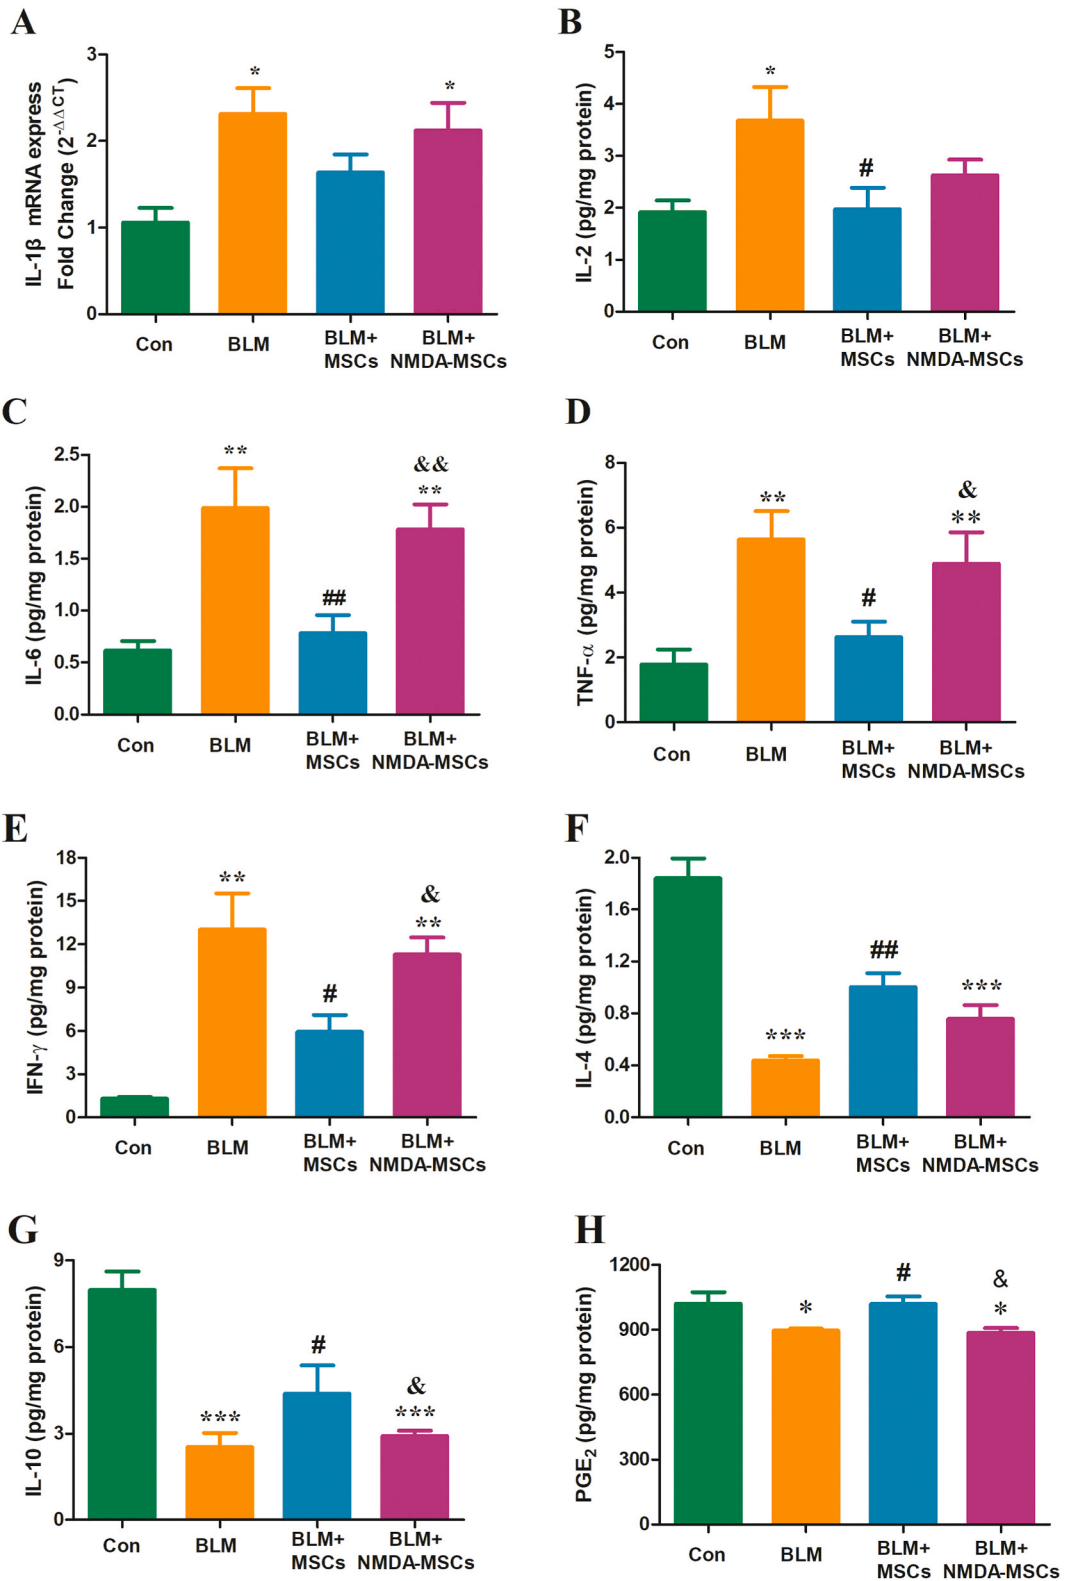 A
IL-1β mRNA express
Fold Change (2^-ΔΔCT)
3
2
1
0
*
*
Con
BLM
BLM+
MSCs
BLM+
NMDA-MSCs
B
IL-2 (pg/mg protein)
5
4
3
2
1
0
*
#
Con
BLM
BLM+
MSCs
BLM+
NMDA-MSCs
C
IL-6 (pg/mg protein)
2.5
2.0
1.5
1.0
0.5
0.0
**
##
&&
**
Con
BLM
BLM+
MSCs
BLM+
NMDA-MSCs
D
TNF-α (pg/mg protein)
8
6
4
2
0
**
#
&
**
Con
BLM
BLM+
MSCs
BLM+
NMDA-MSCs
E
IFN-γ (pg/mg protein)
18
15
12
9
6
3
0
**
#
&
**
Con
BLM
BLM+
MSCs
BLM+
NMDA-MSCs
F
IL-4 (pg/mg protein)
2.0
1.6
1.2
0.8
0.4
0.0
***
##
***
Con
BLM
BLM+
MSCs
BLM+
NMDA-MSCs
G
IL-10 (pg/mg protein)
9
6
3
0
***
#
&
***
Con
BLM
BLM+
MSCs
BLM+
NMDA-MSCs
H
PGE₂ (pg/mg protein)
1200
900
600
300
0
*
#
&
*
Con
BLM
BLM+
MSCs
BLM+
NMDA-MSCs